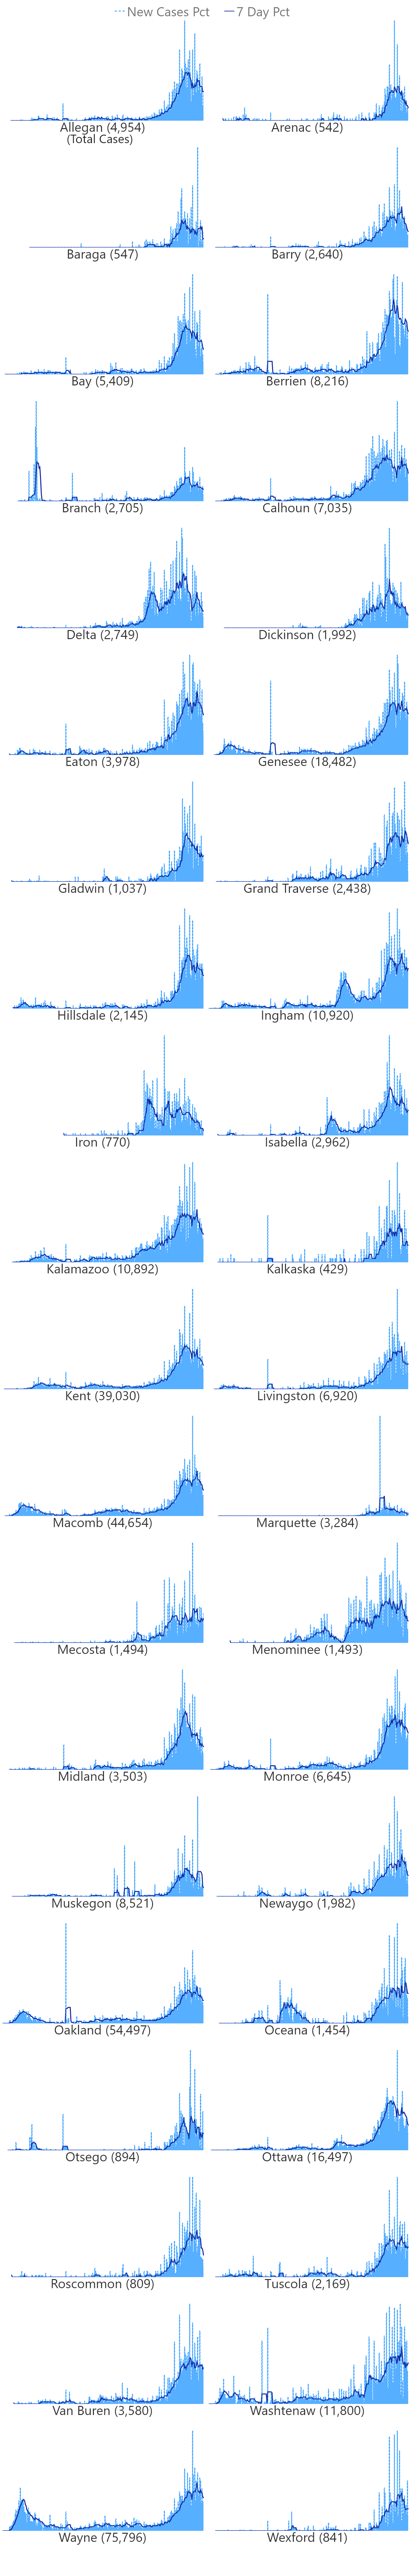 New Cases Pct 7 Day Pct
Allegan (4,954) Arenac (542)
(Total Cases)
Baraga (547) Barry (2,640)
Bay (5,409) Berrien (8,216)
Branch (2,705) Calhoun (7,035)
Delta (2,749) Dickinson (1,992)
Eaton (3,978) Genesee (18,482)
Gladwin (1,037) Grand Traverse (2,438)
Hillsdale (2,145) Ingham (10,920)
Iron (770) Isabella (2,962)
Kalamazoo (10,892) Kalkaska (429)
Kent (39,030) Livingston (6,920)
Macomb (44,654) Marquette (3,284)
Mecosta (1,494) Menominee (1,493)
Midland (3,503) Monroe (6,645)
Muskegon (8,521) Newaygo (1,982)
Oakland (54,497) Oceana (1,454)
Otsego (894) Ottawa (16,497)
Roscommon (809) Tuscola (2,169)
Van Buren (3,580) Washtenaw (11,800)
Wayne (75,796) Wexford (841)